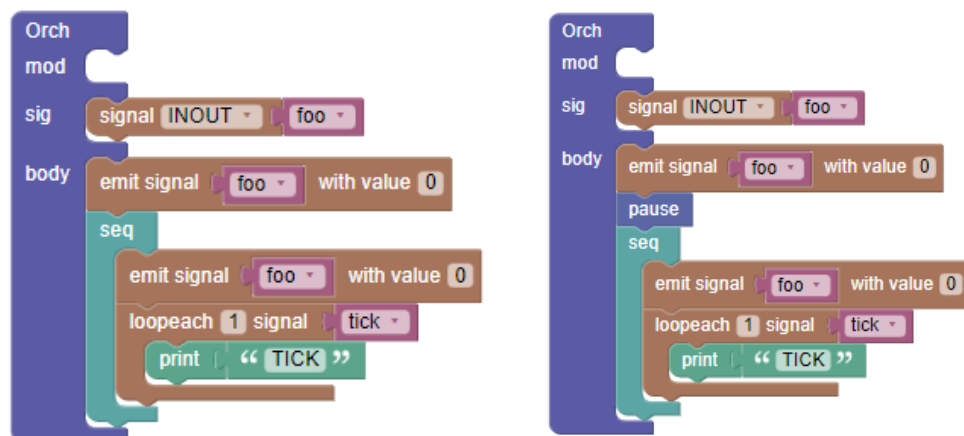 Orch
mod
sig signal INOUT foo
body emit signal foo with value 0
seq
emit signal foo with value 0
loopeach 1 signal tick
print “ TICK ”
Orch
mod
sig signal INOUT foo
body emit signal foo with value 0
pause
seq
emit signal foo with value 0
loopeach 1 signal tick
print “ TICK ”